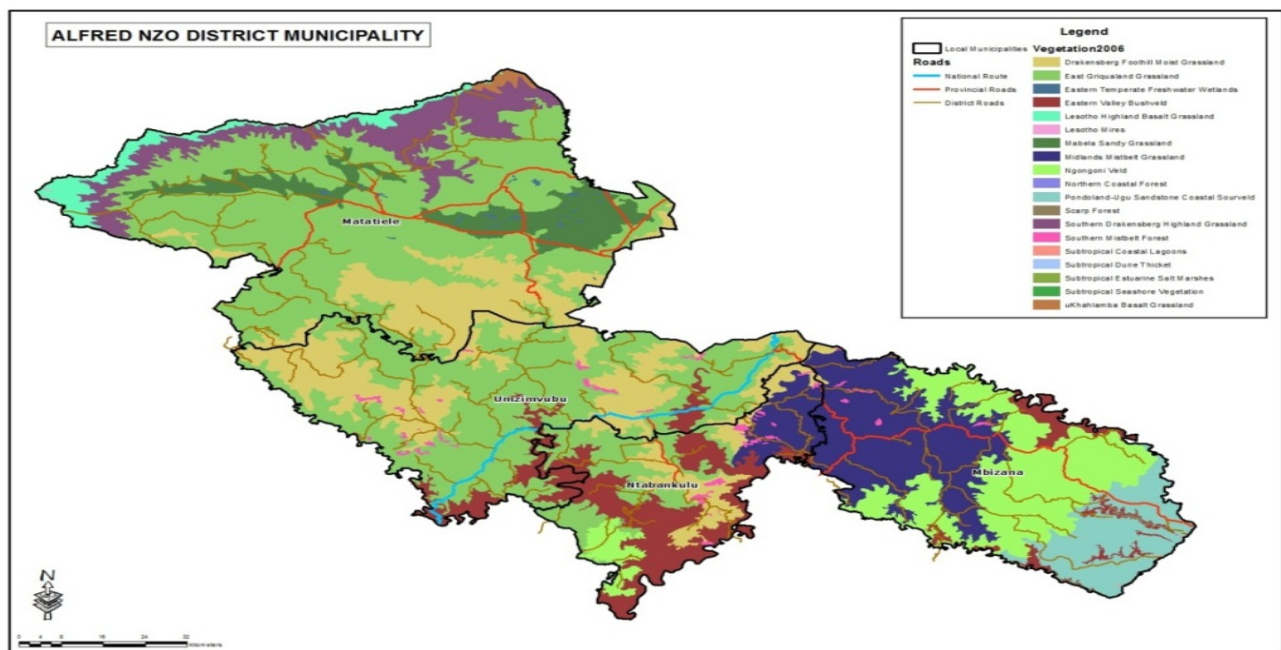 ALFRED NZO DISTRICT MUNICIPALITY
Legend
Local Municipalities
Roads
National Route
Provincial Roads
District Roads
Vegetation2006
Drakensberg Foothill Moist Grassland
East Griqualand Grassland
Eastern Temperate Freshwater Wetlands
Eastern Valley Bushveld
Lesotho Highland Basalt Grassland
Lesotho Mires
Mabela Sandy Grassland
Midlands Mistbelt Grassland
Ngongoni Veld
Northern Coastal Forest
Pondoland-Ugu Sandstone Coastal Sourveld
Scarp Forest
Southern Drakensberg Highland Grassland
Southern Mistbelt Forest
Subtropical Coastal Lagoons
Subtropical Dune Thicket
Subtropical Estuarine Salt Marshes
Subtropical Seashore Vegetation
uKhahlamba Basalt Grassland
Matatiele
Umzimvubu
Ntabankulu
Mbizana
N
0 4 8 16 24 32
Kilometers